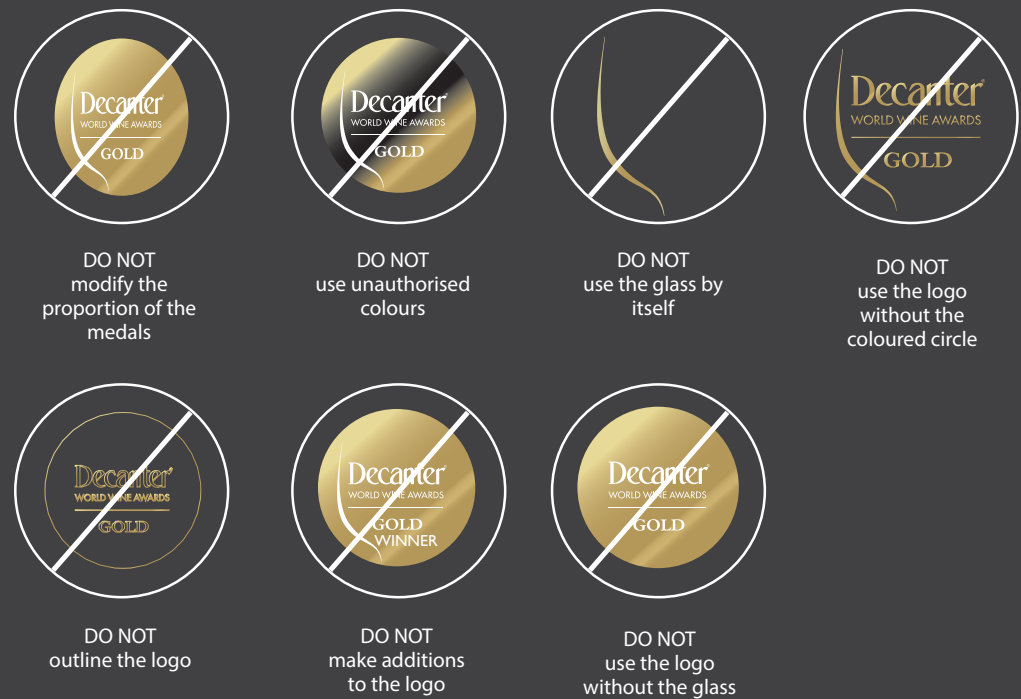 Decanter®
WORLD WINE AWARDS
GOLD
DO NOT
modify the
proportion of the
medals
Decanter®
WORLD WINE AWARDS
GOLD
DO NOT
use unauthorised
colours
DO NOT
use the glass by
itself
Decanter®
WORLD WINE AWARDS
GOLD
DO NOT
use the logo
without the
coloured circle
Decanter®
WORLD WINE AWARDS
GOLD
DO NOT
outline the logo
Decanter®
WORLD WINE AWARDS
GOLD
WINNER
DO NOT
make additions
to the logo
Decanter®
WORLD WINE AWARDS
GOLD
DO NOT
use the logo
without the glass